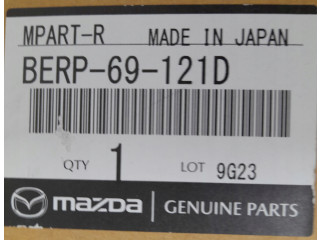 MPART-R MADE IN JAPAN
BERP-69-121D
QTY 1 LOT 9G23
mazda GENUINE PARTS